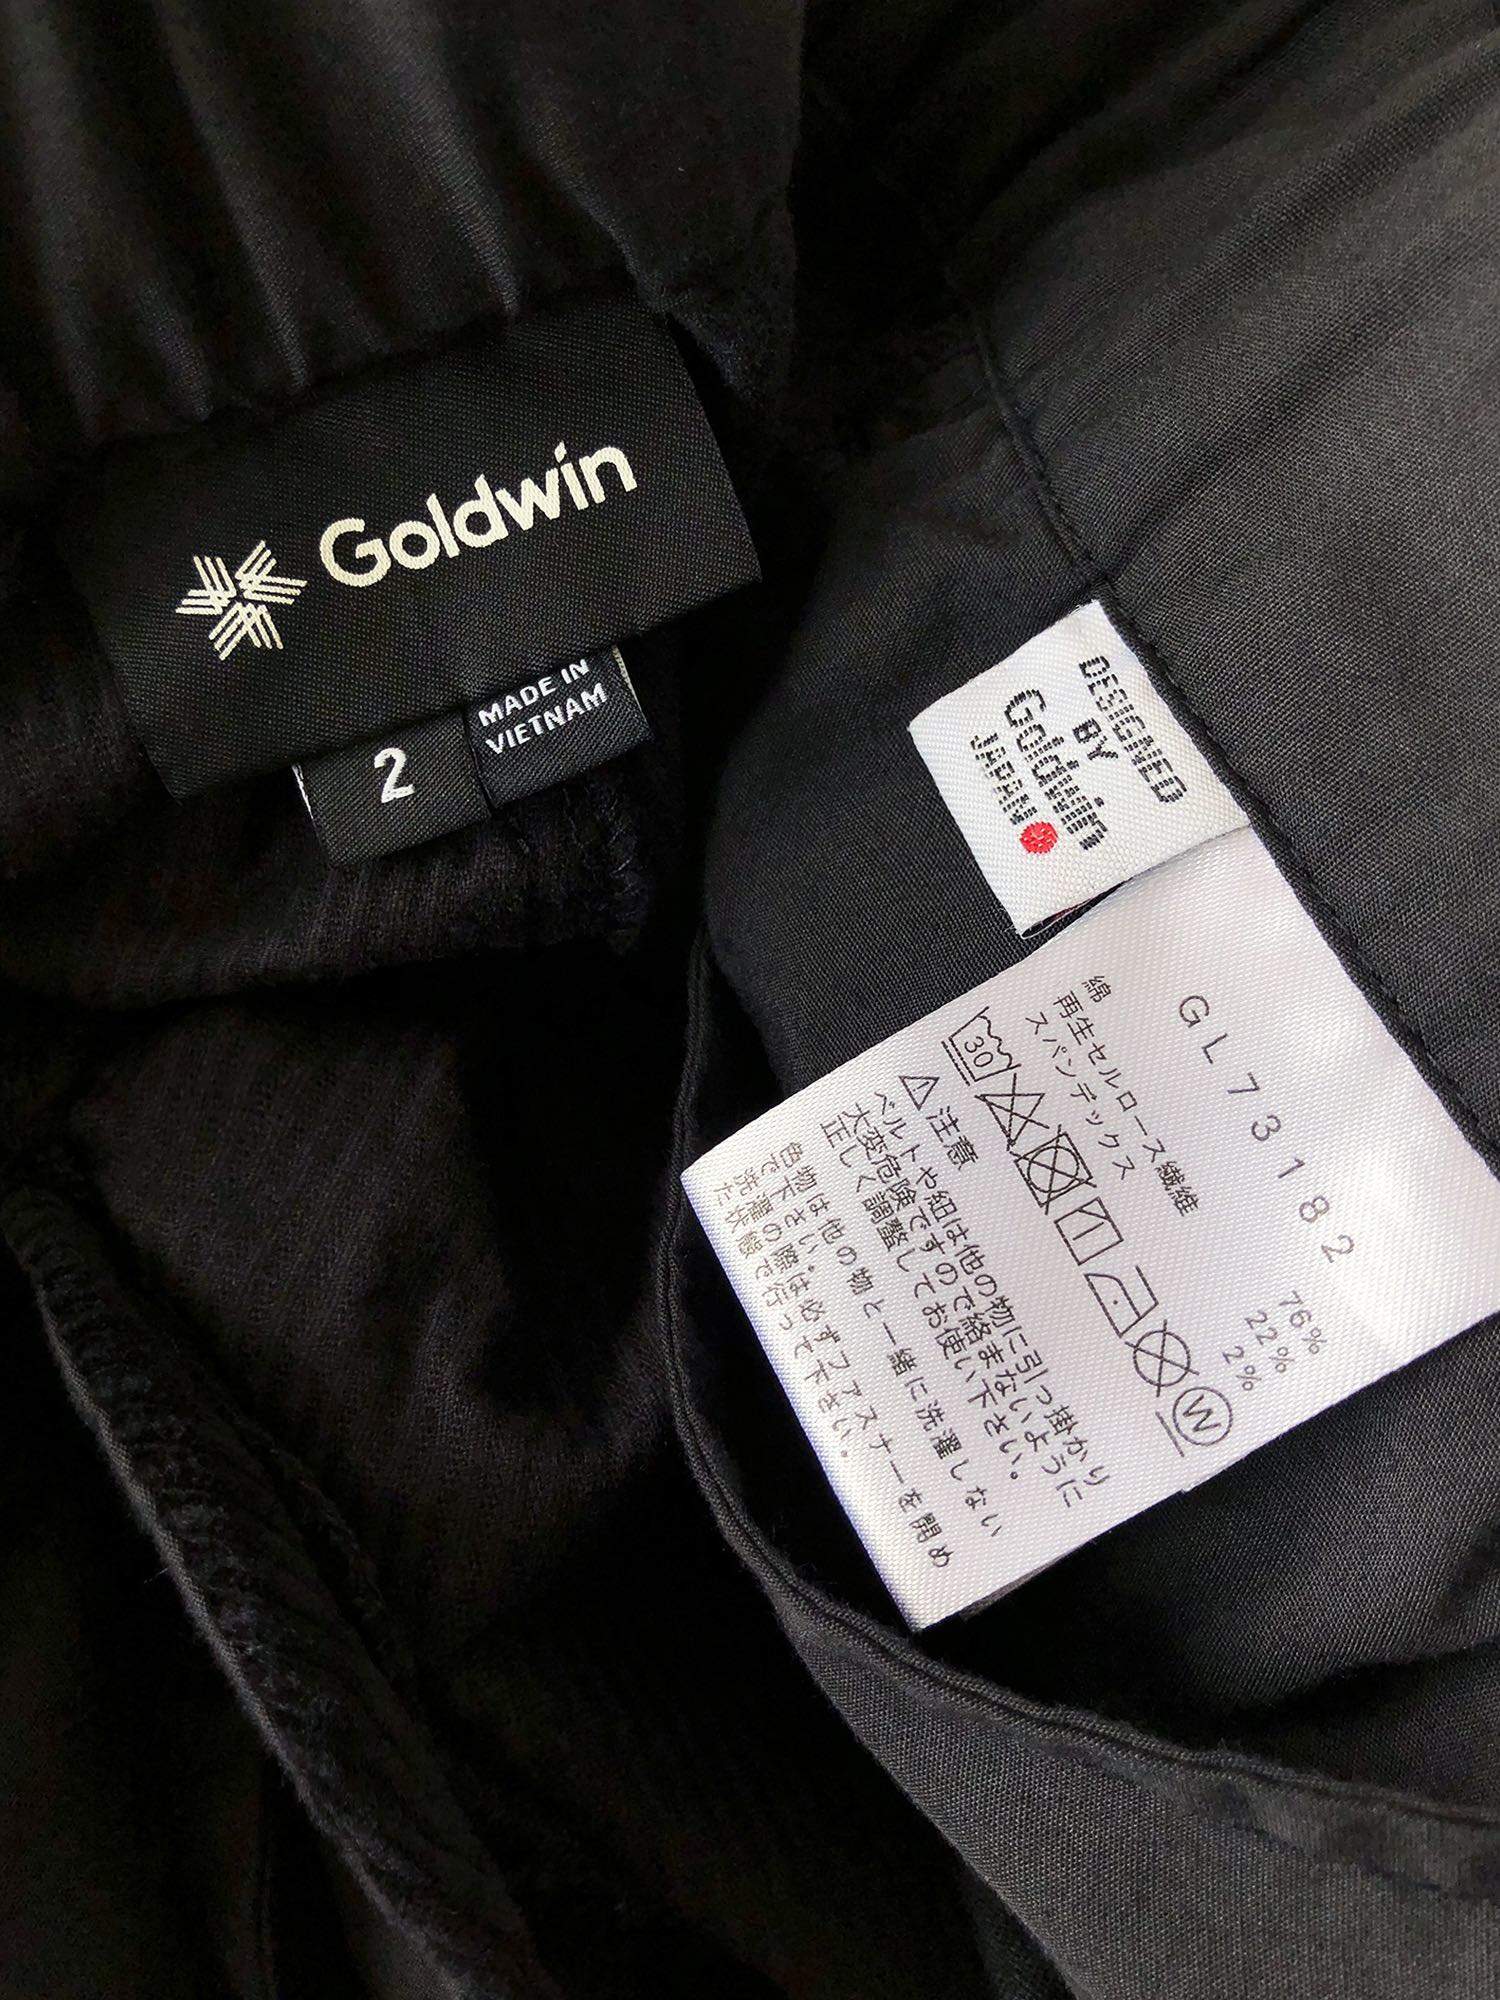 Goldwin
2
MADE IN
VIETNAM
DESIGNED
BY
Goldwin
JAPAN
GL73182
綿 76%
再生セルロース繊維 22%
スパンデックス 2%
30
W
注意
ベルトや紐は他の物に引っ掛かり
大変危険ですので絡まないように
正しく調整してお使い下さい。
色物は他の物と一緒に洗濯しない
で下さい。
洗濯の際は必ずファスナーを閉め
た状態で行って下さい。